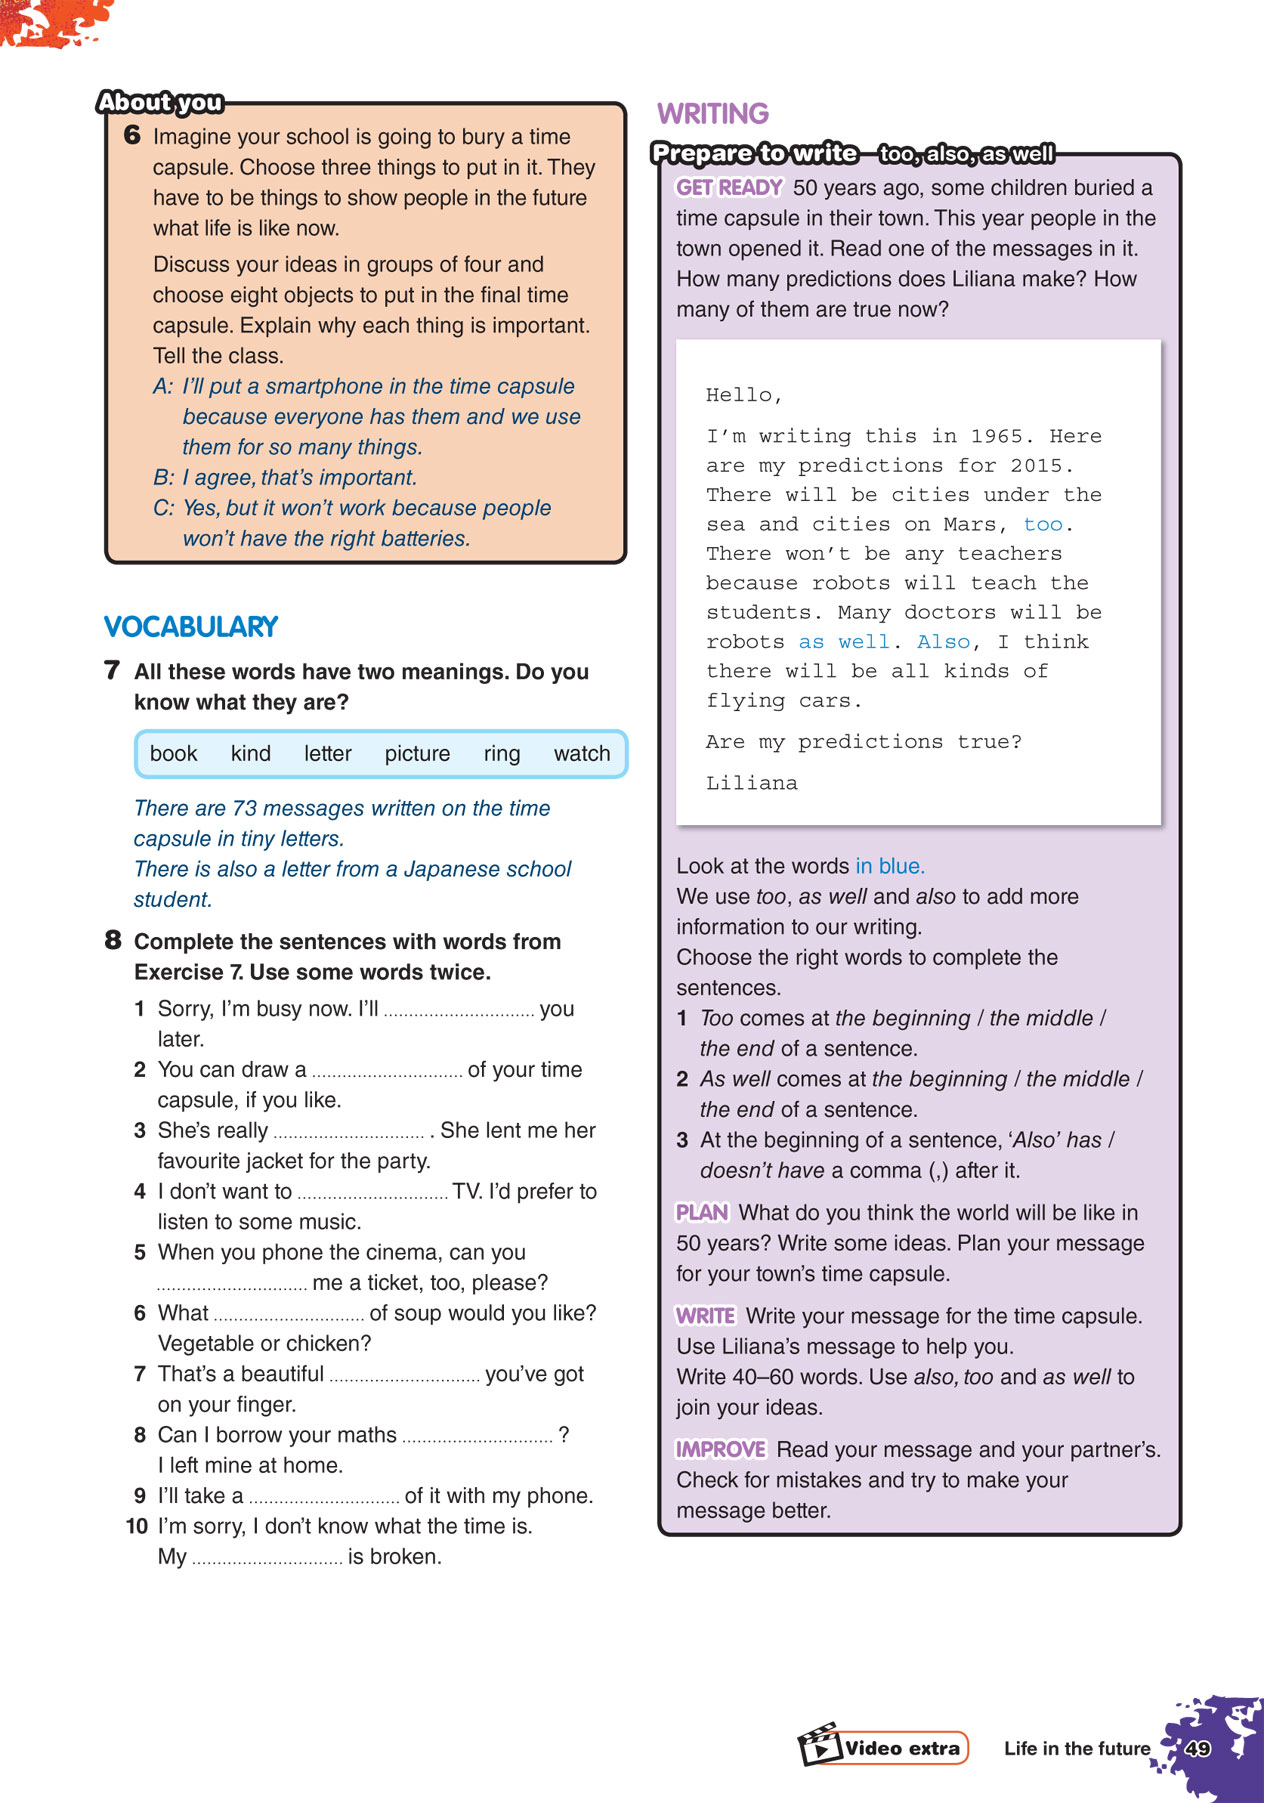 About you
6 Imagine your school is going to bury a time
capsule. Choose three things to put in it. They
have to be things to show people in the future
what life is like now.
Discuss your ideas in groups of four and
choose eight objects to put in the final time
capsule. Explain why each thing is important.
Tell the class.
A: I'll put a smartphone in the time capsule
because everyone has them and we use
them for so many things.
B: I agree, that's important.
C: Yes, but it won't work because people
won't have the right batteries.
VOCABULARY
7 All these words have two meanings. Do you
know what they are?
book kind letter picture ring watch
There are 73 messages written on the time
capsule in tiny letters.
There is also a letter from a Japanese school
student.
8 Complete the sentences with words from
Exercise 7. Use some words twice.
1 Sorry, I'm busy now. I'll .............................. you
later.
2 You can draw a .............................. of your time
capsule, if you like.
3 She's really .............................. . She lent me her
favourite jacket for the party.
4 I don't want to .............................. TV. I'd prefer to
listen to some music.
5 When you phone the cinema, can you
.............................. me a ticket, too, please?
6 What .............................. of soup would you like?
Vegetable or chicken?
7 That's a beautiful .............................. you've got
on your finger.
8 Can I borrow your maths .............................. ?
I left mine at home.
9 I'll take a .............................. of it with my phone.
10 I'm sorry, I don't know what the time is.
My .............................. is broken.
WRITING
Prepare to write too, also, as well
GET READY 50 years ago, some children buried a
time capsule in their town. This year people in the
town opened it. Read one of the messages in it.
How many predictions does Liliana make? How
many of them are true now?
Hello,
I'm writing this in 1965. Here
are my predictions for 2015.
There will be cities under the
sea and cities on Mars, too.
There won't be any teachers
because robots will teach the
students. Many doctors will be
robots as well. Also, I think
there will be all kinds of
flying cars.
Are my predictions true?
Liliana
Look at the words in blue.
We use too, as well and also to add more
information to our writing.
Choose the right words to complete the
sentences.
1 Too comes at the beginning / the middle /
the end of a sentence.
2 As well comes at the beginning / the middle /
the end of a sentence.
3 At the beginning of a sentence, 'Also' has /
doesn't have a comma (,) after it.
PLAN What do you think the world will be like in
50 years? Write some ideas. Plan your message
for your town's time capsule.
WRITE Write your message for the time capsule.
Use Liliana's message to help you.
Write 40–60 words. Use also, too and as well to
join your ideas.
IMPROVE Read your message and your partner's.
Check for mistakes and try to make your
message better.
Video extra Life in the future 49